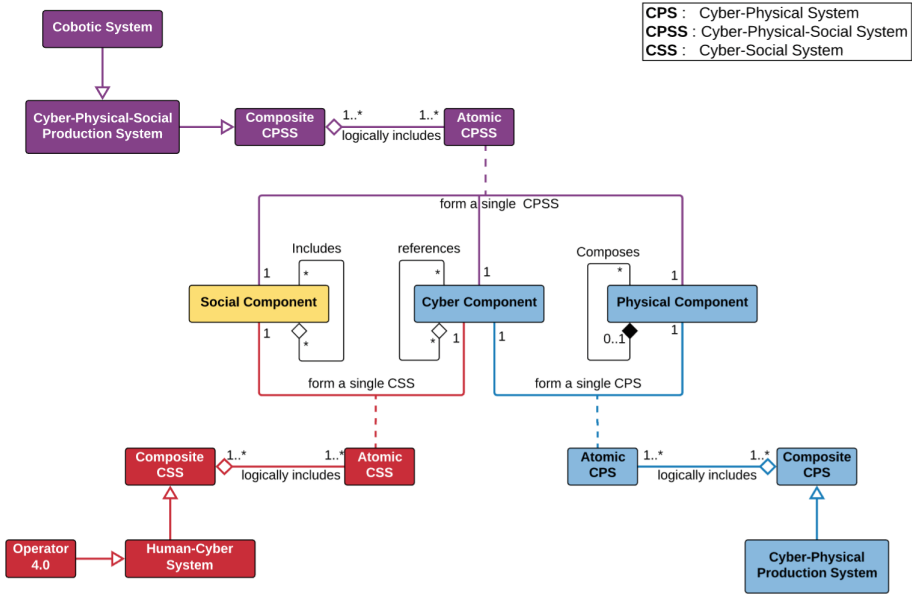 Cobotic System
CPS : Cyber-Physical System
CPSS : Cyber-Physical-Social System
CSS : Cyber-Social System
Cyber-Physical-Social
Production System
Composite
CPSS
1..*
1..*
logically includes
Atomic
CPSS
form a single CPSS
Includes
references
Composes
1
*
*
1
*
1
Social Component
Cyber Component
Physical Component
1
*
*
1
1
0..1
1
form a single CSS
form a single CPS
Composite
CSS
1..*
1..*
logically includes
Atomic
CSS
Atomic
CPS
1..*
1..*
logically includes
Composite
CPS
Operator
4.0
Human-Cyber
System
Cyber-Physical
Production System